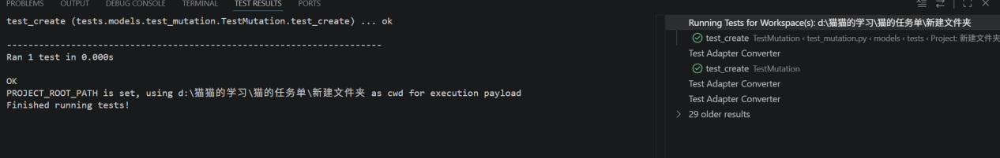 PROBLEMS OUTPUT DEBUG CONSOLE TERMINAL TEST RESULTS PORTS
test_create (tests.models.test_mutation.TestMutation.test_create) ... ok
----------------------------------------------------------------------
Ran 1 test in 0.000s
OK
PROJECT_ROOT_PATH is set, using d:\猫猫的学习\猫的任务单\新建文件夹 as cwd for execution payload
Finished running tests!
Running Tests for Workspace(s): d:\猫猫的学习\猫的任务单\新建文件夹
test_create TestMutation ‹ test_mutation.py ‹ models ‹ tests ‹ Project: 新建文件夹
Test Adapter Converter
test_create TestMutation
Test Adapter Converter
Test Adapter Converter
29 older results